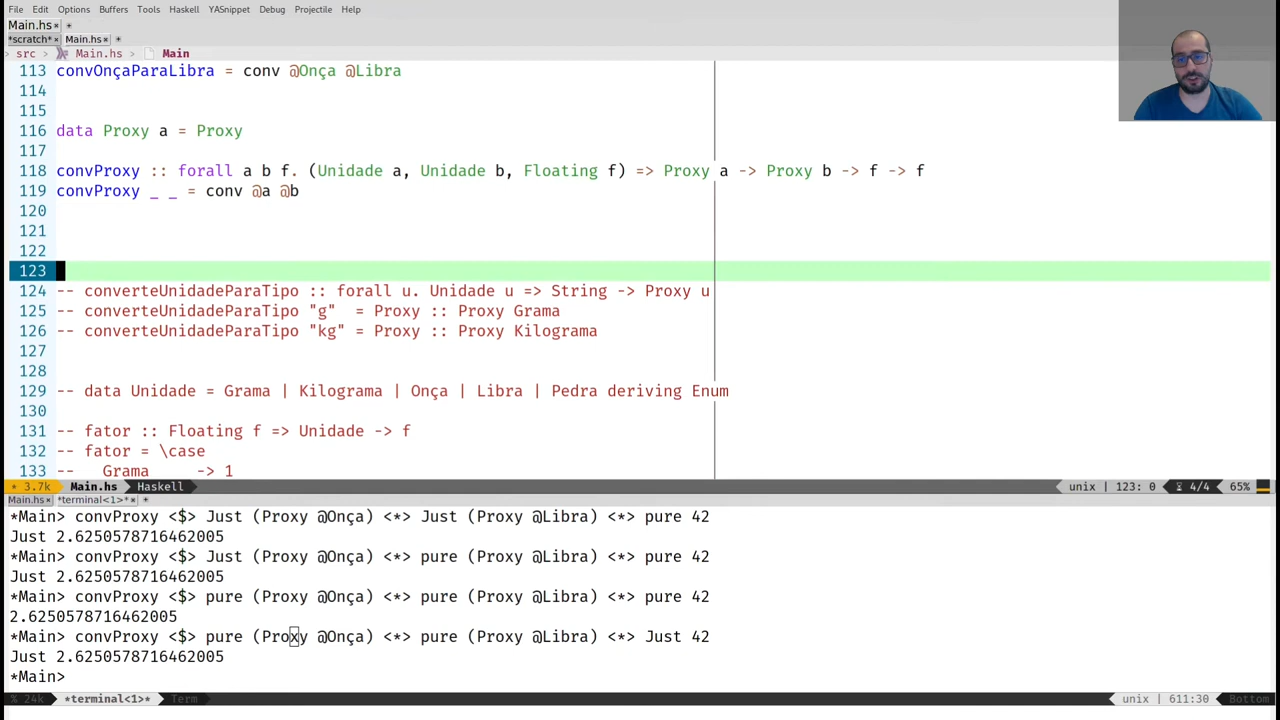 File Edit Options Buffers Tools Haskell YASnippet Debug Projectile Help
Main.hs
*scratch* Main.hs
src > Main.hs > Main
113 convOnçaParaLibra = conv @Onça @Libra
114
115
116 data Proxy a = Proxy
117
118 convProxy :: forall a b f. (Unidade a, Unidade b, Floating f) => Proxy a -> Proxy b -> f -> f
119 convProxy _ _ = conv @a @b
120
121
122
123
124 -- converteUnidadeParaTipo :: forall u. Unidade u => String -> Proxy u
125 -- converteUnidadeParaTipo "g"  = Proxy :: Proxy Grama
126 -- converteUnidadeParaTipo "kg" = Proxy :: Proxy Kilograma
127
128
129 -- data Unidade = Grama | Kilograma | Onça | Libra | Pedra deriving Enum
130
131 -- fator :: Floating f => Unidade -> f
132 -- fator = \case
133 --   Grama     -> 1
* 3.7k Main.hs Haskell unix | 123: 0 4/4 65%
Main.hs *terminal<1>*
*Main> convProxy <$> Just (Proxy @Onça) <*> Just (Proxy @Libra) <*> pure 42
Just 2.6250578716462005
*Main> convProxy <$> Just (Proxy @Onça) <*> pure (Proxy @Libra) <*> pure 42
Just 2.6250578716462005
*Main> convProxy <$> pure (Proxy @Onça) <*> pure (Proxy @Libra) <*> pure 42
2.6250578716462005
*Main> convProxy <$> pure (Proxy @Onça) <*> pure (Proxy @Libra) <*> Just 42
Just 2.6250578716462005
*Main>
% 24k *terminal<1>* Term unix | 611:30 Bottom